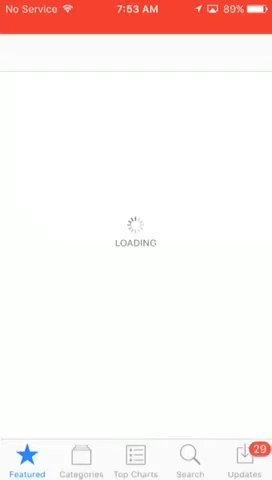 No Service 7:53 AM 89%
LOADING
29
Featured Categories Top Charts Search Updates